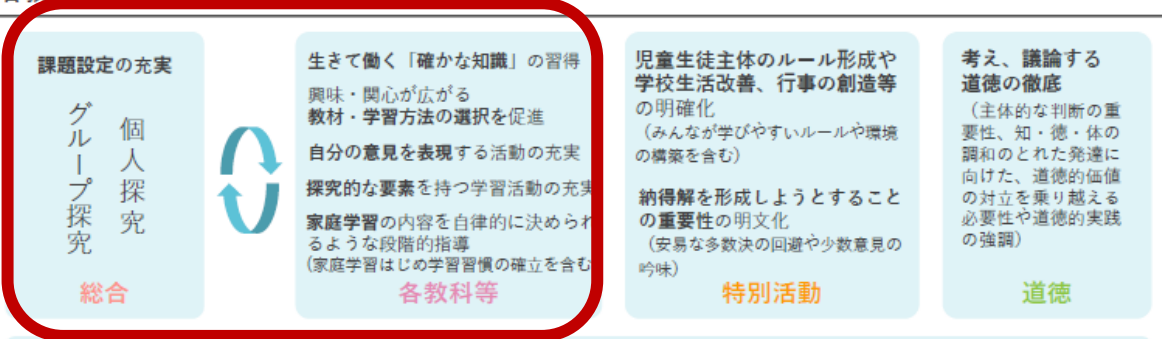 課題設定の充実
個人探究
グループ探究
総合
生きて働く「確かな知識」の習得
興味・関心が広がる
教材・学習方法の選択を促進
自分の意見を表現する活動の充実
探究的な要素を持つ学習活動の充実
家庭学習の内容を自律的に決められ
るような段階的指導
(家庭学習はじめ学習習慣の確立を含む
各教科等
児童生徒主体のルール形成や
学校生活改善、行事の創造等
の明確化
（みんなが学びやすいルールや環境
の構築を含む）
納得解を形成しようとすること
の重要性の明文化
（安易な多数決の回避や少数意見の
吟味）
特別活動
考え、議論する
道徳の徹底
（主体的な判断の重
要性、知・徳・体の
調和のとれた発達に
向けた、道徳的価値
の対立を乗り越える
必要性や道徳的実践
の強調）
道徳